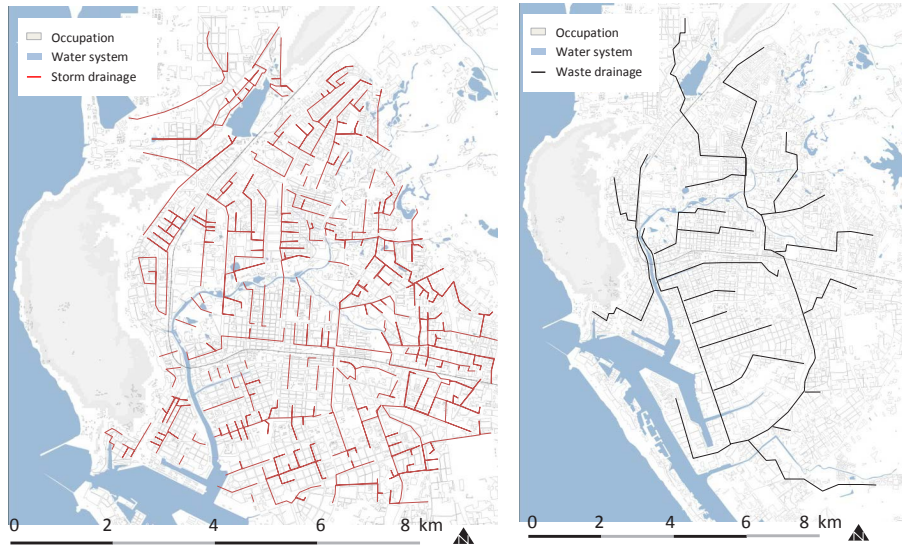 Occupation
Water system
Storm drainage
0 2 4 6 8 km
Occupation
Water system
Waste drainage
0 2 4 6 8 km